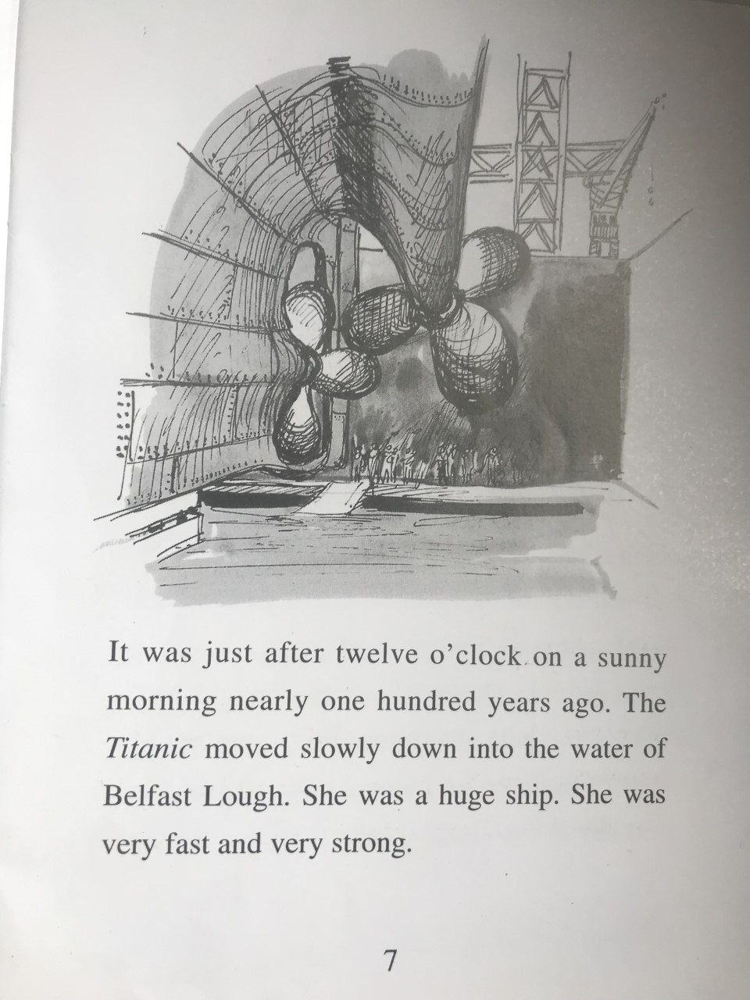 It was just after twelve o’clock on a sunny
morning nearly one hundred years ago. The
Titanic moved slowly down into the water of
Belfast Lough. She was a huge ship. She was
very fast and very strong.
7